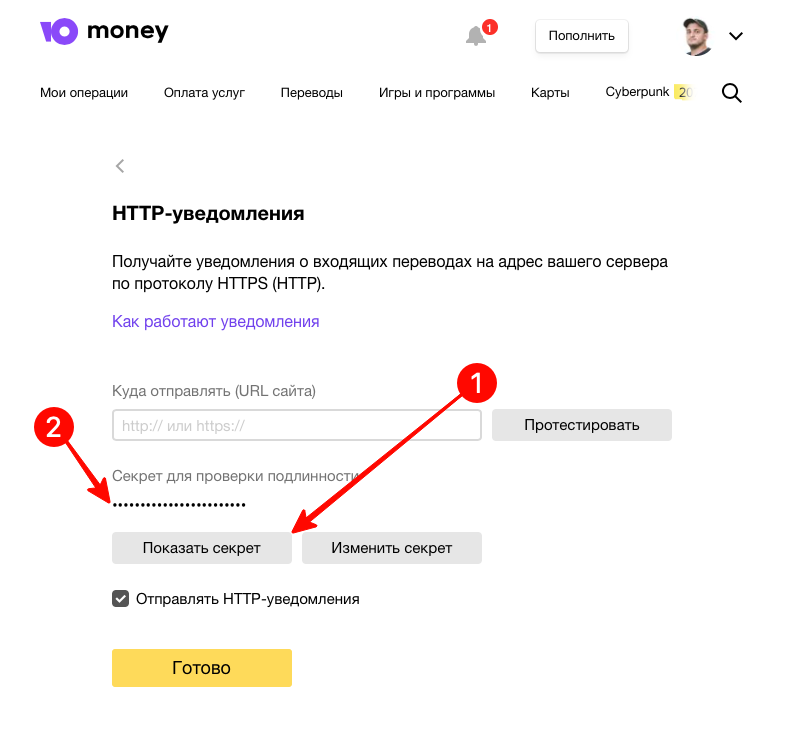 Ю money
1
Пополнить
Мои операции Оплата услуг Переводы Игры и программы Карты Cyberpunk 20
HTTP-уведомления
Получайте уведомления о входящих переводах на адрес вашего сервера
по протоколу HTTPS (HTTP).
Как работают уведомления
1
Куда отправлять (URL сайта)
http:// или https://
Протестировать
2
Секрет для проверки подлинности
••••••••••••••••••••••••
Показать секрет Изменить секрет
Отправлять HTTP-уведомления
Готово